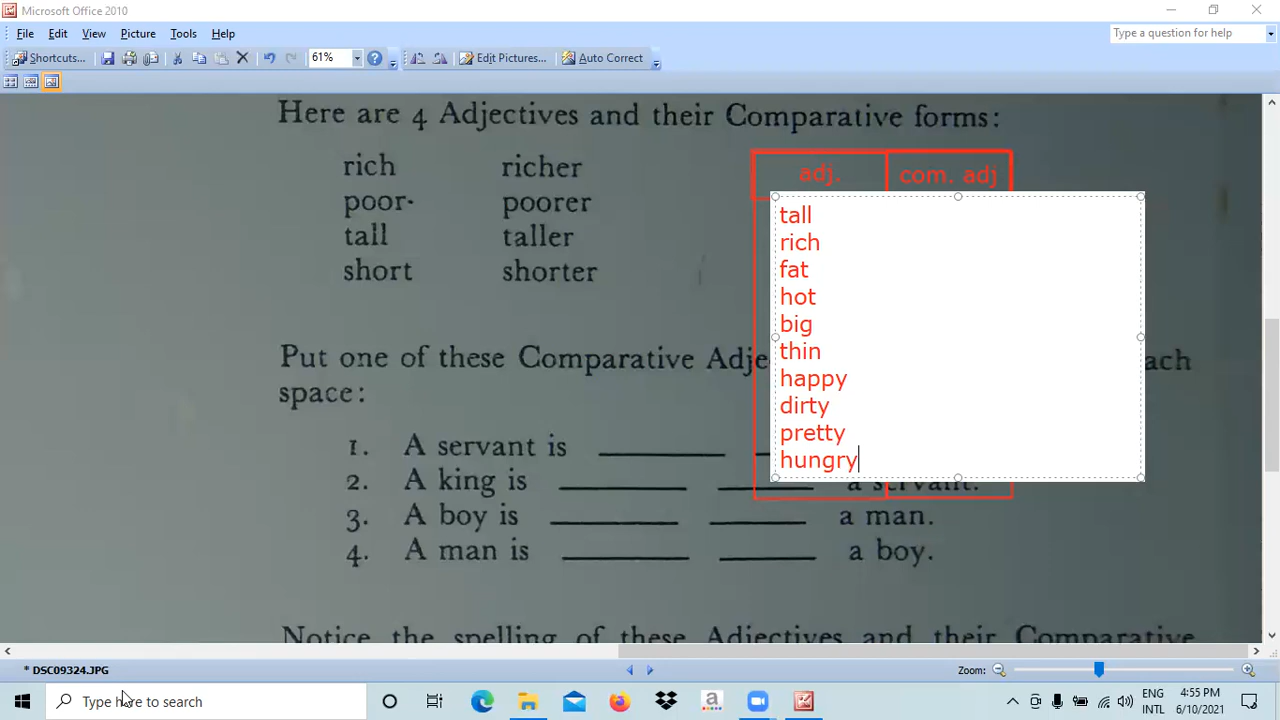 Microsoft Office 2010
File Edit View Picture Tools Help
Type a question for help
Shortcuts... 61% Edit Pictures... Auto Correct
Here are 4 Adjectives and their Comparative forms:
rich richer
poor poorer
tall taller
short shorter
adj. com. adj
tall
rich
fat
hot
big
thin
happy
dirty
pretty
hungry
Put one of these Comparative ach
space:
1. A servant is
2. A king is a servant.
3. A boy is a man.
4. A man is a boy.
Notice the spelling of these Adjectives and their Comparative
* DSC09324.JPG
Zoom:
Type here to search
ENG
INTL
4:55 PM
6/10/2021